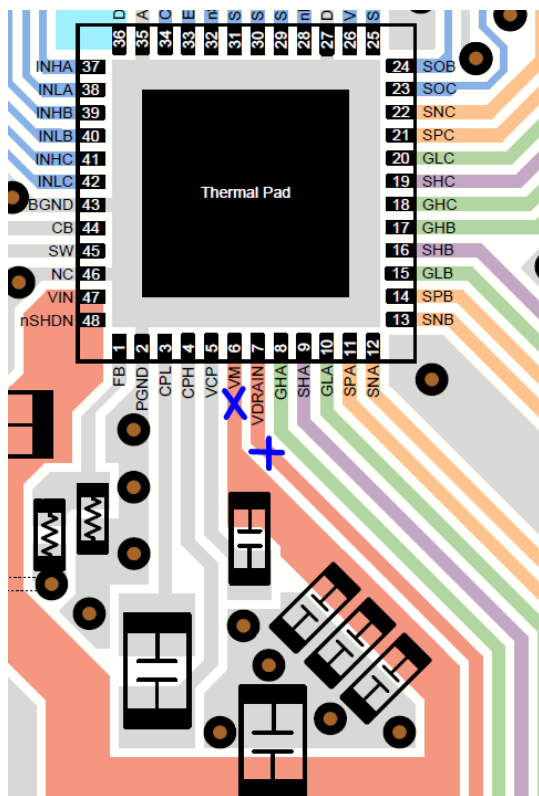 D A C E n S S S n D V S
36 35 34 33 32 31 30 29 28 27 26 25
INHA 37 24 SOB
INLA 38 23 SOC
INHB 39 22 SNC
INLB 40 21 SPC
INHC 41 20 GLC
INLC 42 19 SHC
Thermal Pad
BGND 43 18 GHC
CB 44 17 GHB
SW 45 16 SHB
NC 46 15 GLB
VIN 47 14 SPB
nSHDN 48 13 SNB
1 2 3 4 5 6 7 8 9 10 11 12
FB PGND CPL CPH VCP VM VDRAIN GHA SHA GLA SPA SNA